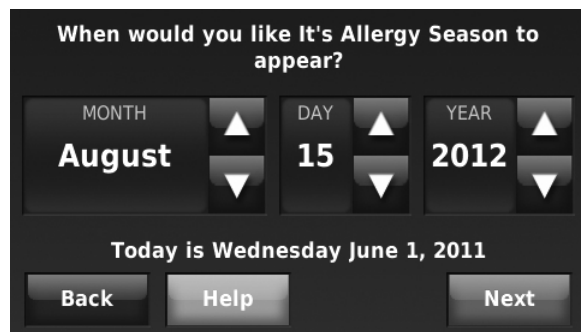 When would you like It's Allergy Season to
appear?
MONTH
August
DAY
15
YEAR
2012
Today is Wednesday June 1, 2011
Back
Help
Next